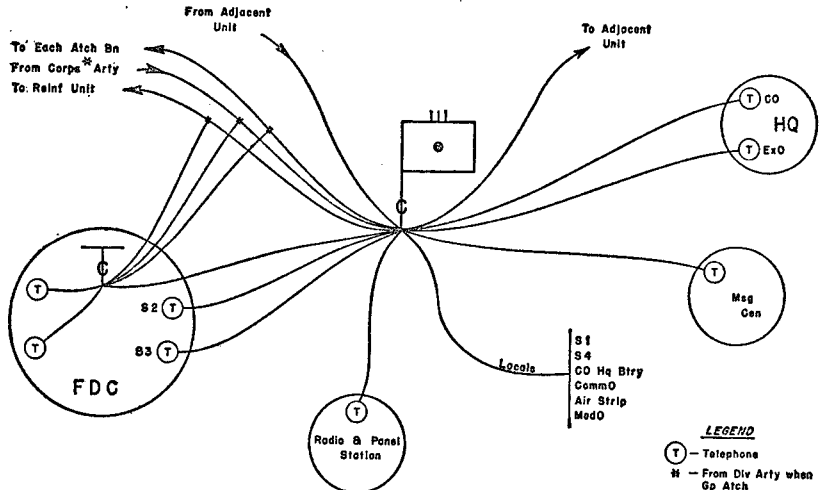 From Adjacent
Unit
To Adjacent
Unit
To Each Atch Bn
From Corps * Arty
To Reinf Unit
T CO
HQ
T ExO
C
C
T
S2 T
T
S3 T
FDC
T
Msg
Cen
Locals
S1
S4
CO Hq Btry
CommO
Air Strip
MedO
T
Radio & Panel
Station
LEGEND
T - Telephone
* - From Div Arty when
Gp Atch